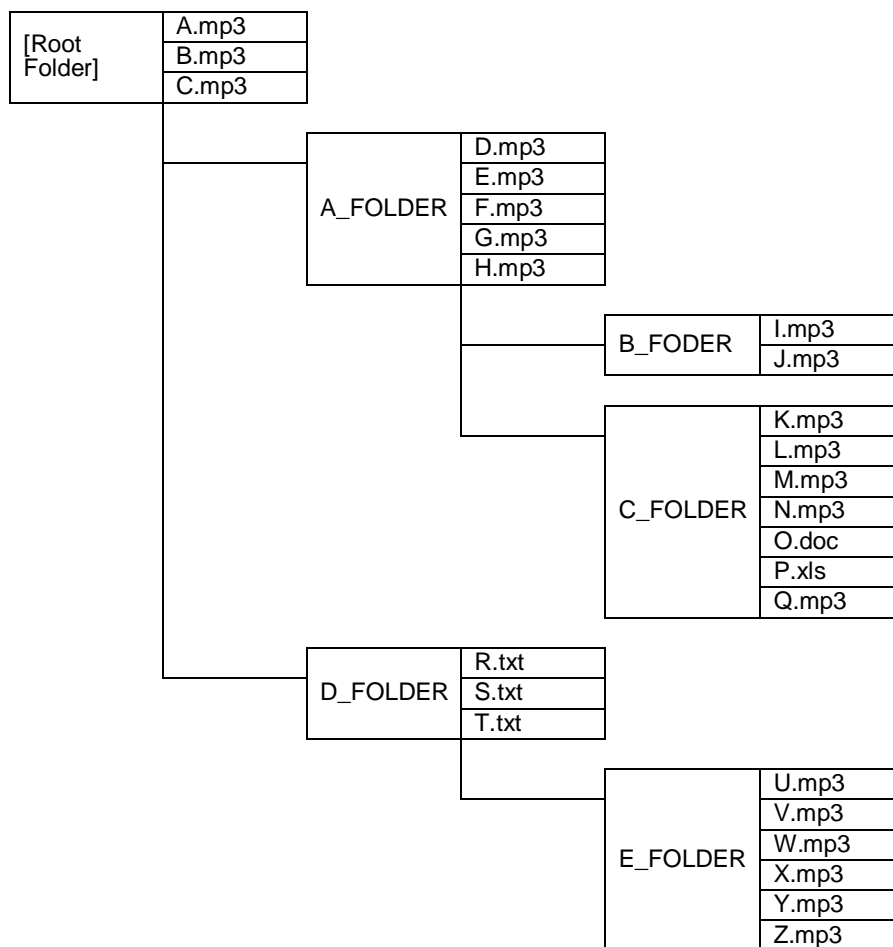 [Root
Folder]
A.mp3
B.mp3
C.mp3
A_FOLDER
D.mp3
E.mp3
F.mp3
G.mp3
H.mp3
B_FODER
I.mp3
J.mp3
C_FOLDER
K.mp3
L.mp3
M.mp3
N.mp3
O.doc
P.xls
Q.mp3
D_FOLDER
R.txt
S.txt
T.txt
E_FOLDER
U.mp3
V.mp3
W.mp3
X.mp3
Y.mp3
Z.mp3